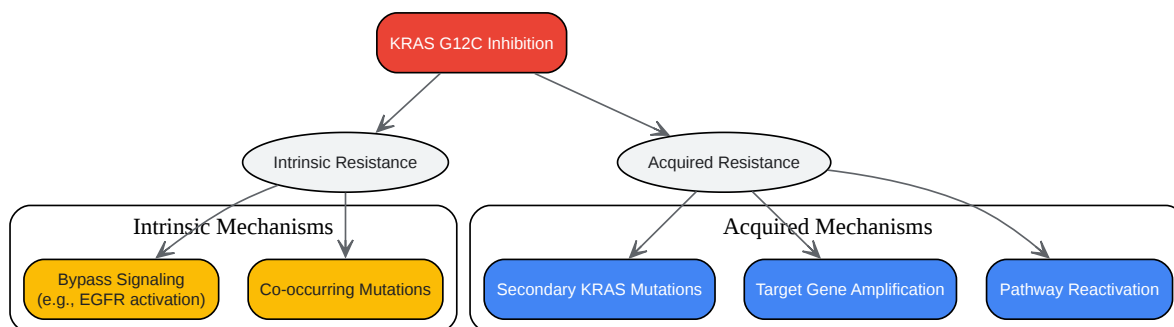 KRAS G12C Inhibition
Intrinsic Resistance
Acquired Resistance
Intrinsic Mechanisms
Acquired Mechanisms
Bypass Signaling
(e.g., EGFR activation)
Co-occurring Mutations
Secondary KRAS Mutations
Target Gene Amplification
Pathway Reactivation